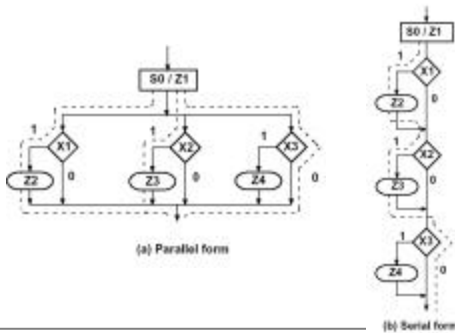 S0 / Z1
1
X1
0
Z2
1
X2
0
Z3
1
X3
0
Z4
(a) Parallel form
S0 / Z1
1
X1
0
Z2
1
X2
0
Z3
1
X3
0
Z4
(b) Serial form